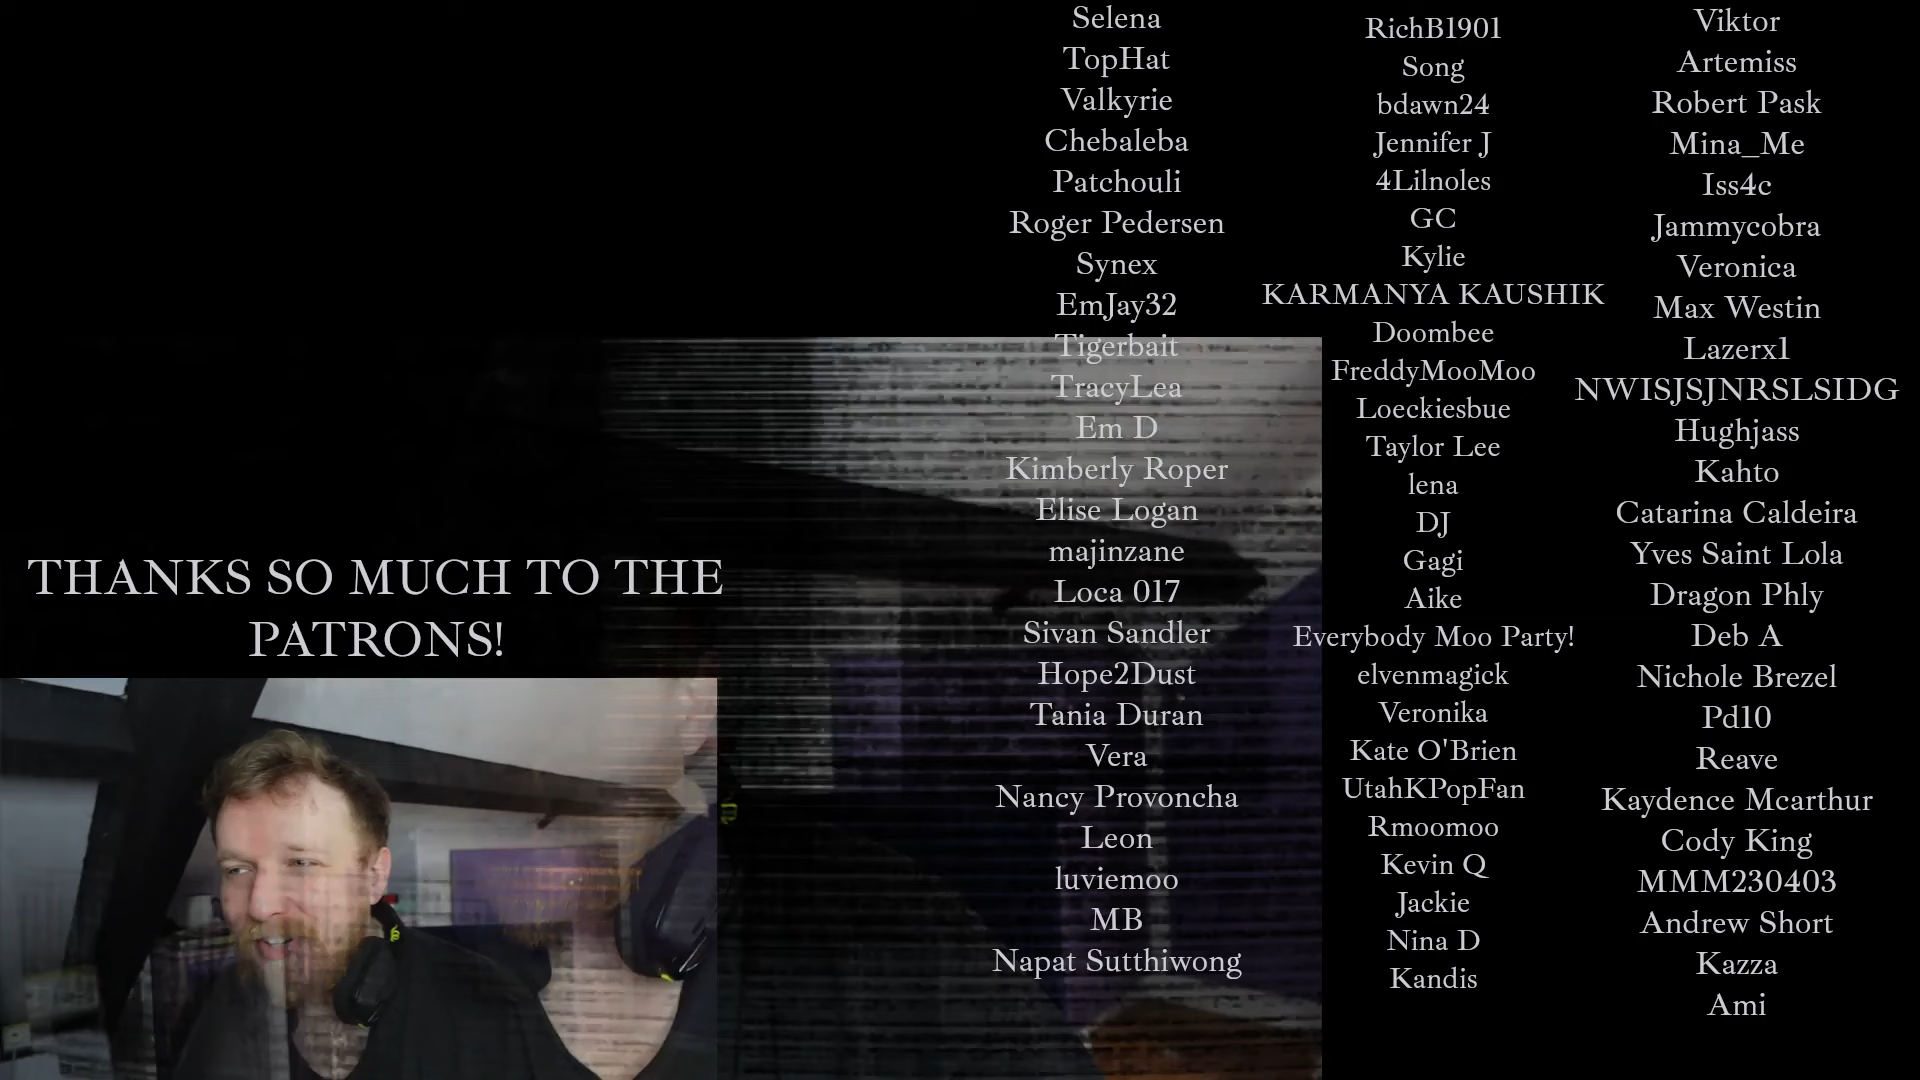 THANKS SO MUCH TO THE
PATRONS!
Selena
TopHat
Valkyrie
Chebaleba
Patchouli
Roger Pedersen
Synex
EmJay32
Tigerbait
TracyLea
Em D
Kimberly Roper
Elise Logan
majinzane
Loca 017
Sivan Sandler
Hope2Dust
Tania Duran
Vera
Nancy Provoncha
Leon
luviemoo
MB
Napat Sutthiwong
RichB1901
Song
bdawn24
Jennifer J
4Lilnoles
GC
Kylie
KARMANYA KAUSHIK
Doombee
FreddyMooMoo
Loeckiesbue
Taylor Lee
lena
DJ
Gagi
Aike
Everybody Moo Party!
elvenmagick
Veronika
Kate O'Brien
UtahKPopFan
Rmoomoo
Kevin Q
Jackie
Nina D
Kandis
Viktor
Artemiss
Robert Pask
Mina_Me
Iss4c
Jammycobra
Veronica
Max Westin
Lazerx1
NWISJSJNRSLSIDG
Hughjass
Kahto
Catarina Caldeira
Yves Saint Lola
Dragon Phly
Deb A
Nichole Brezel
Pd10
Reave
Kaydence Mcarthur
Cody King
MMM230403
Andrew Short
Kazza
Ami